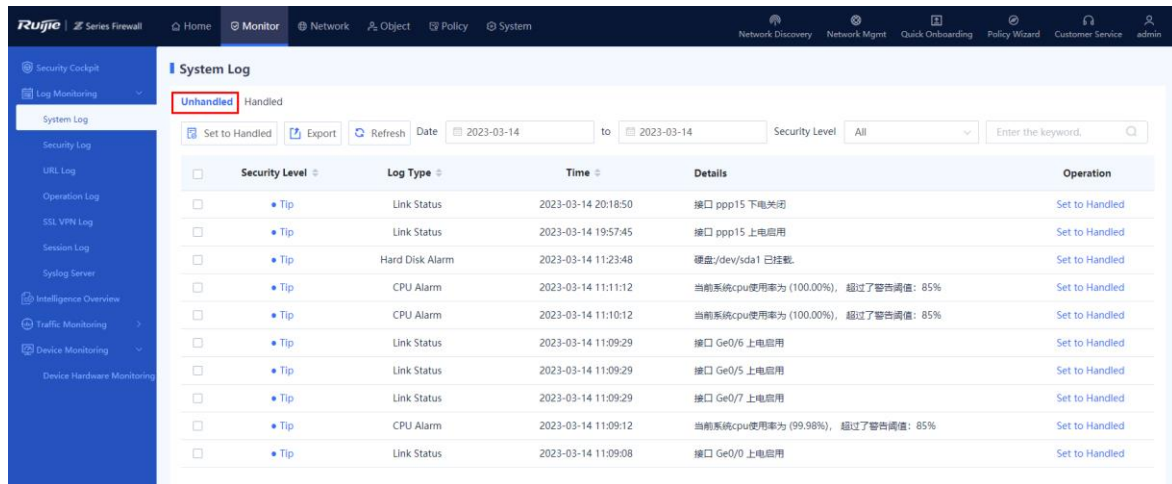 Ruijie | Z Series Firewall Home Monitor Network Object Policy System Network Discovery Network Mgmt Quick Onboarding Policy Wizard Customer Service admin
Security Cockpit
Log Monitoring
System Log
Security Log
URL Log
Operation Log
SSL VPN Log
Session Log
Syslog Server
Intelligence Overview
Traffic Monitoring
Device Monitoring
Device Hardware Monitoring
System Log
Unhandled Handled
Set to Handled Export Refresh Date 2023-03-14 to 2023-03-14 Security Level All Enter the keyword.
Security Level Log Type Time Details Operation
Tip Link Status 2023-03-14 20:18:50 接口 ppp15 下电关闭 Set to Handled
Tip Link Status 2023-03-14 19:57:45 接口 ppp15 上电启用 Set to Handled
Tip Hard Disk Alarm 2023-03-14 11:23:48 硬盘:/dev/sda1 已挂载. Set to Handled
Tip CPU Alarm 2023-03-14 11:11:12 当前系统cpu使用率为 (100.00%), 超过了警告阈值: 85% Set to Handled
Tip CPU Alarm 2023-03-14 11:10:12 当前系统cpu使用率为 (100.00%), 超过了警告阈值: 85% Set to Handled
Tip Link Status 2023-03-14 11:09:29 接口 Ge0/6 上电启用 Set to Handled
Tip Link Status 2023-03-14 11:09:29 接口 Ge0/5 上电启用 Set to Handled
Tip Link Status 2023-03-14 11:09:29 接口 Ge0/7 上电启用 Set to Handled
Tip CPU Alarm 2023-03-14 11:09:12 当前系统cpu使用率为 (99.98%), 超过了警告阈值: 85% Set to Handled
Tip Link Status 2023-03-14 11:09:08 接口 Ge0/0 上电启用 Set to Handled